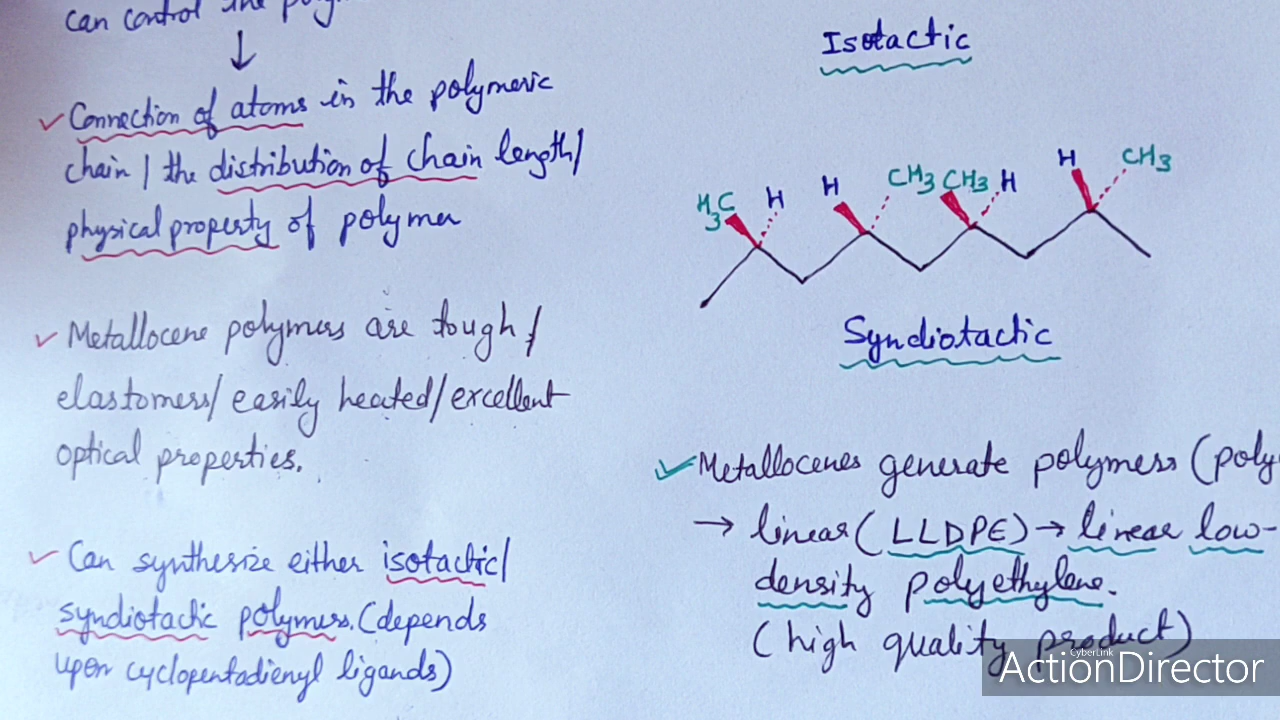 can control the
↓
✓ Connection of atoms in the polymeric
chain / the distribution of chain length/
physical property of polymer
✓ Metallocene polymers are tough /
elastomers/ easily heated/ excellent
optical properties.
✓ Can synthesize either isotactic/
syndiotactic polymers. (depends
upon cyclopentadienyl ligands)
Isotactic
H3C H H CH3 CH3 H H CH3
Syndiotactic
✓ Metallocenes generate polymers (poly
→ linear (LLDPE) → linear low-
density polyethylene.
(high quality product)
CyberLink
ActionDirector